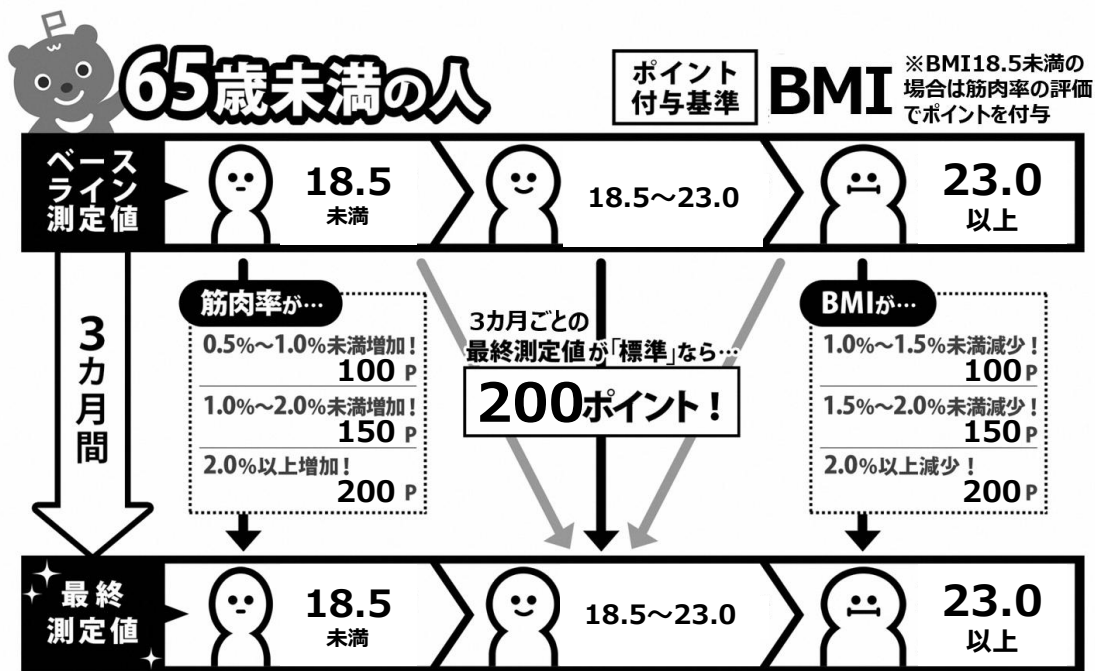 65歳未満の人
ポイント
付与基準
BMI
※BMI18.5未満の
場合は筋肉率の評価
でポイントを付与
ベース
ライン
測定値
18.5
未満
18.5～23.0
23.0
以上
3カ月間
筋肉率が…
0.5%～1.0%未満増加！
100 P
1.0%～2.0%未満増加！
150 P
2.0%以上増加！
200 P
3カ月ごとの
最終測定値が「標準」なら…
200ポイント！
BMIが…
1.0%～1.5%未満減少！
100P
1.5%～2.0%未満減少！
150P
2.0%以上減少！
200P
最終
測定値
18.5
未満
18.5～23.0
23.0
以上